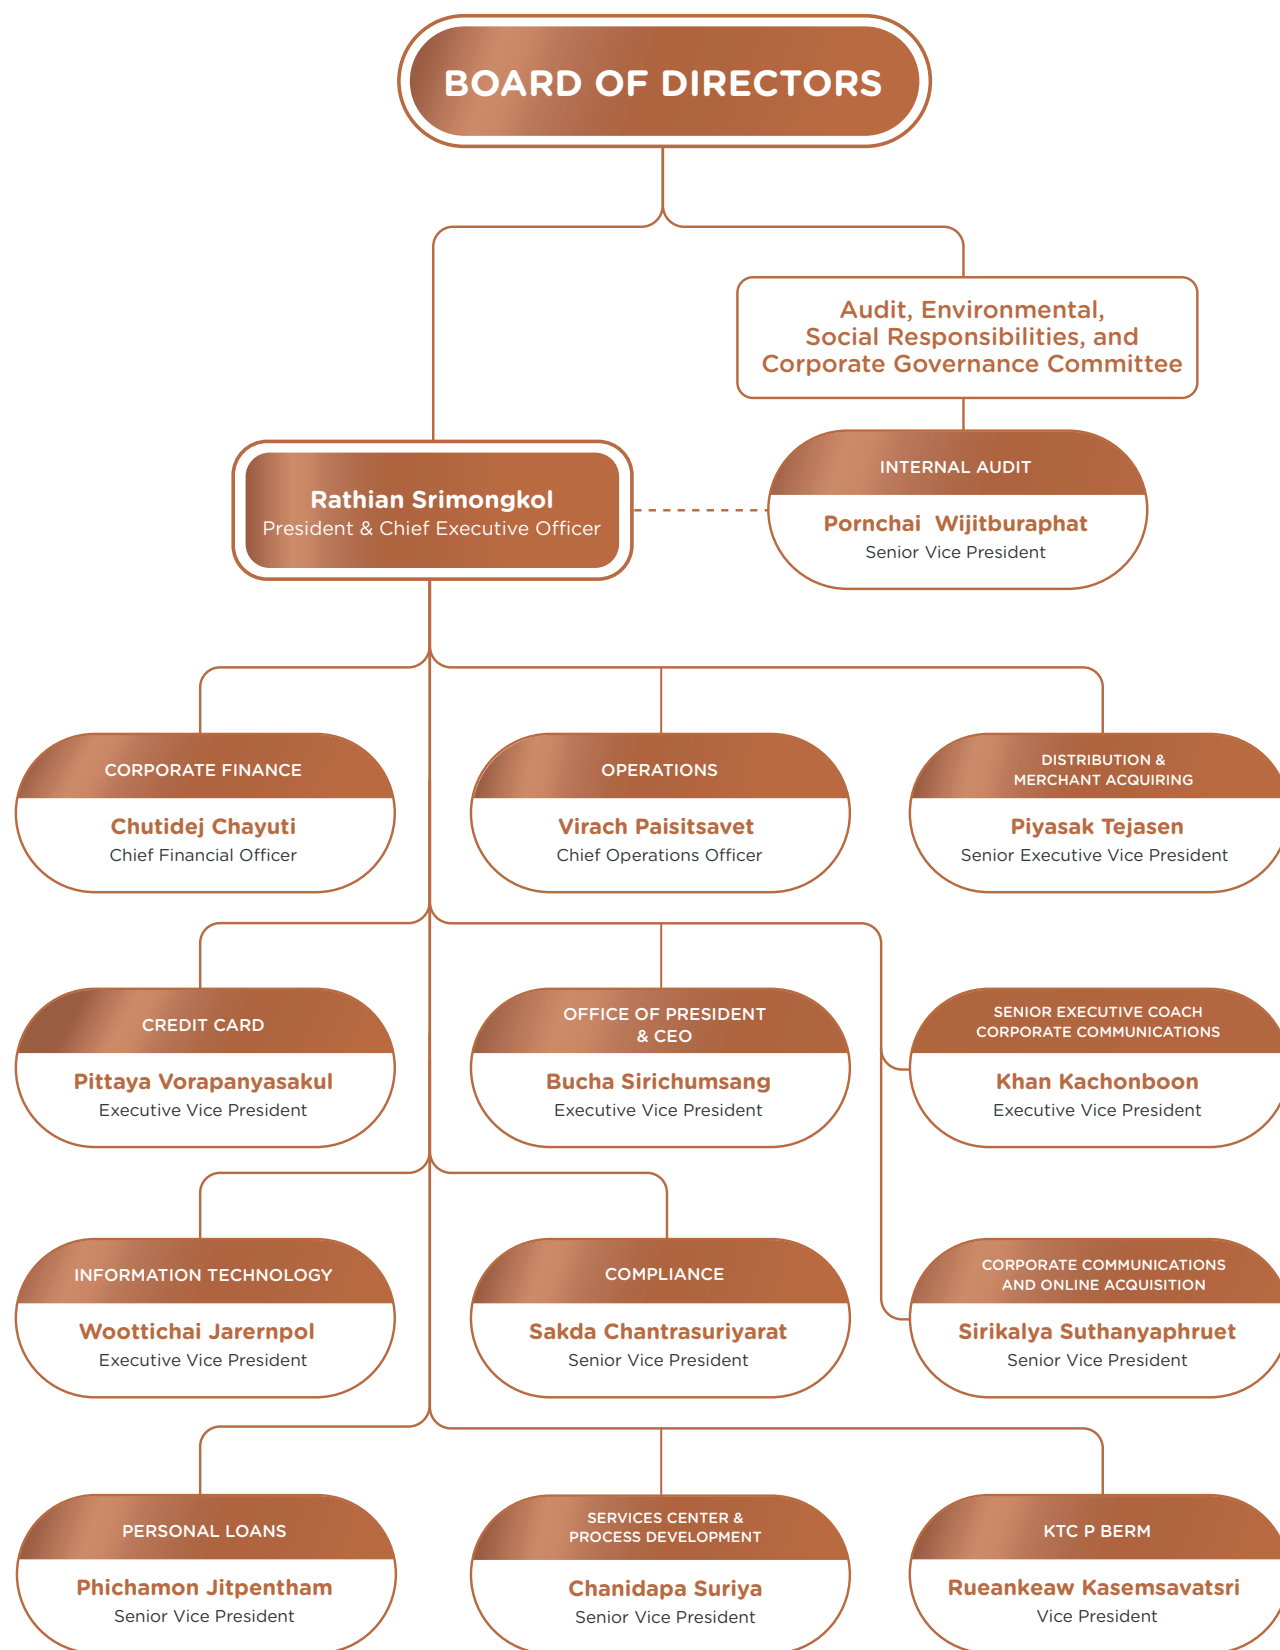 BOARD OF DIRECTORS
Audit, Environmental,
Social Responsibilities, and
Corporate Governance Committee
Rathian Srimongkol
President & Chief Executive Officer
INTERNAL AUDIT
Pornchai Wijitburaphat
Senior Vice President
CORPORATE FINANCE
Chutidej Chayuti
Chief Financial Officer
OPERATIONS
Virach Paisitsavet
Chief Operations Officer
DISTRIBUTION &
MERCHANT ACQUIRING
Piyasak Tejasen
Senior Executive Vice President
CREDIT CARD
Pittaya Vorapanyasakul
Executive Vice President
OFFICE OF PRESIDENT
& CEO
Bucha Sirichumsang
Executive Vice President
SENIOR EXECUTIVE COACH
CORPORATE COMMUNICATIONS
Khan Kachonboon
Executive Vice President
INFORMATION TECHNOLOGY
Woottichai Jarernpol
Executive Vice President
COMPLIANCE
Sakda Chantrasuriyarat
Senior Vice President
CORPORATE COMMUNICATIONS
AND ONLINE ACQUISITION
Sirikalya Suthanyaphruet
Senior Vice President
PERSONAL LOANS
Phichamon Jitpentham
Senior Vice President
SERVICES CENTER &
PROCESS DEVELOPMENT
Chanidapa Suriya
Senior Vice President
KTC P BERM
Rueankeaw Kasemsavatsri
Vice President